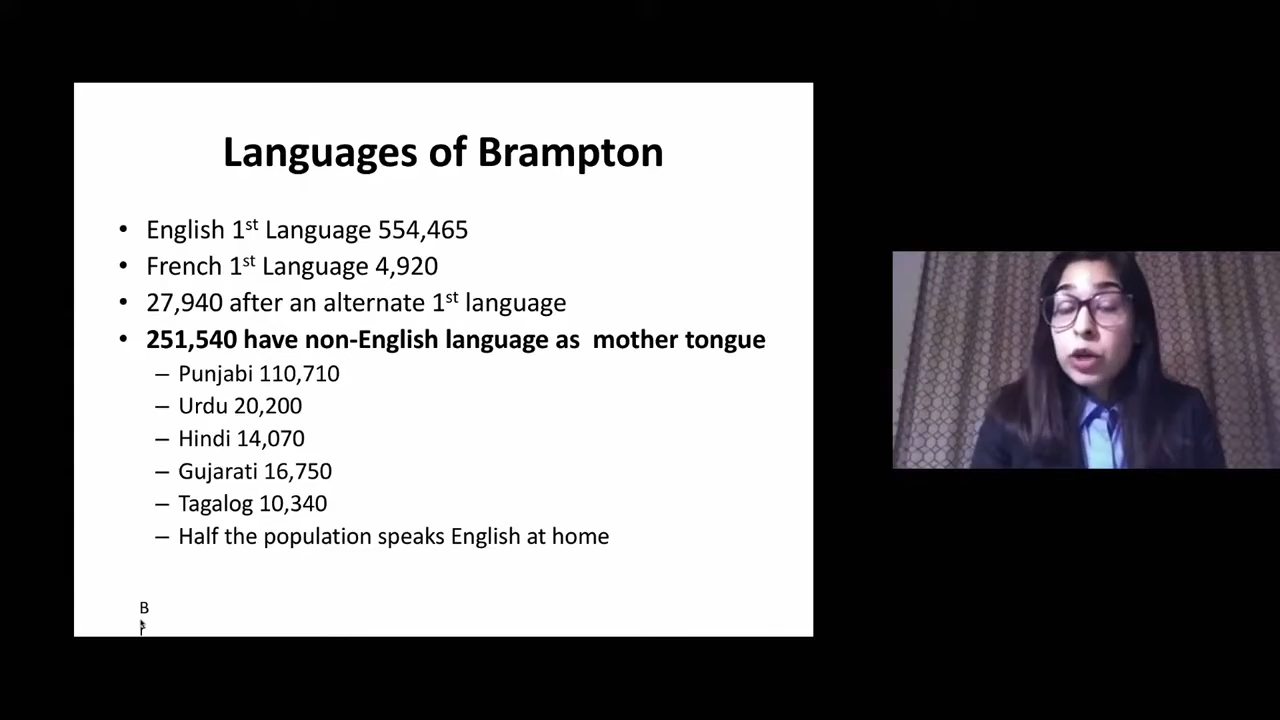 Languages of Brampton
• English 1st Language 554,465
• French 1st Language 4,920
• 27,940 after an alternate 1st language
• 251,540 have non-English language as  mother tongue
– Punjabi 110,710
– Urdu 20,200
– Hindi 14,070
– Gujarati 16,750
– Tagalog 10,340
– Half the population speaks English at home
B